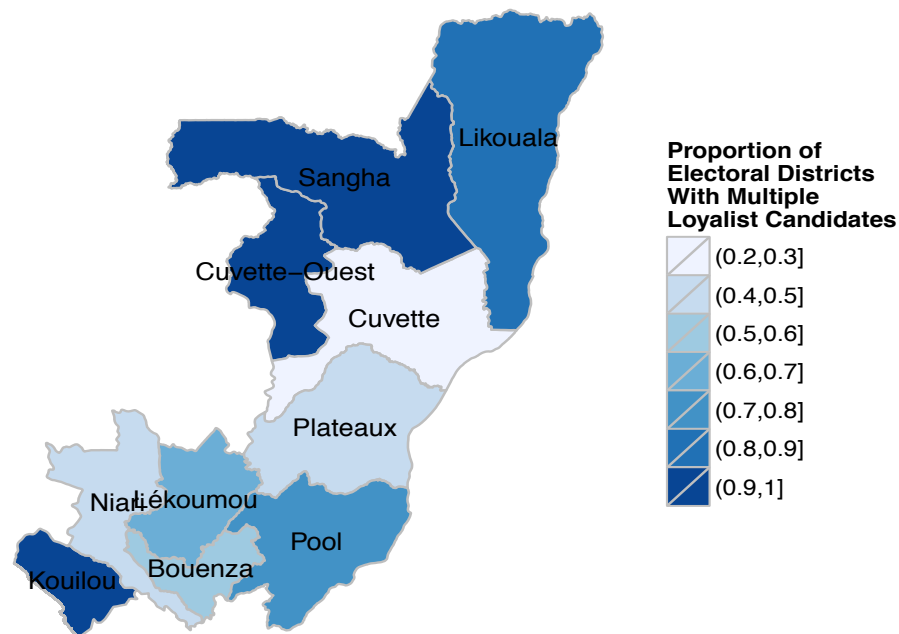 Likouala
Sangha
Cuvette−Ouest
Cuvette
Plateaux
Niari
Lékoumou
Pool
Bouenza
Kouilou
Proportion of
Electoral Districts
With Multiple
Loyalist Candidates
(0.2,0.3]
(0.4,0.5]
(0.5,0.6]
(0.6,0.7]
(0.7,0.8]
(0.8,0.9]
(0.9,1]